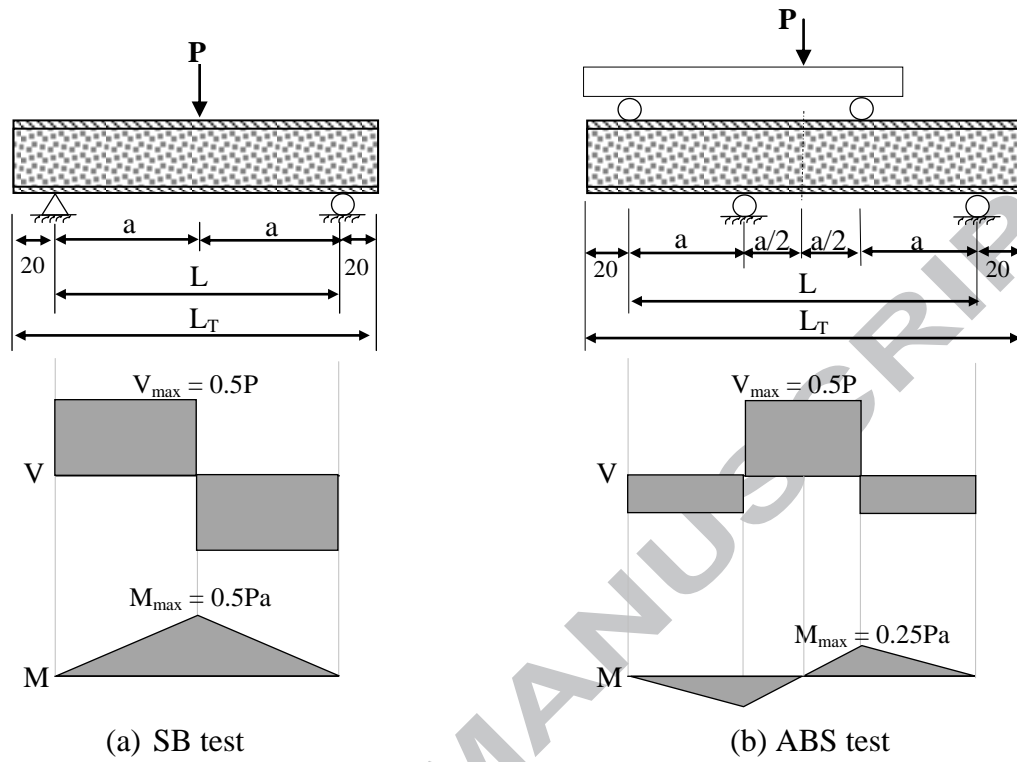 P
a
a
20
20
L
L_T
V_max = 0.5P
V
M_max = 0.5Pa
M
(a) SB test
P
a
a/2
a/2
a
20
20
L
L_T
V_max = 0.5P
V
M_max = 0.25Pa
M
(b) ABS test
MANUSCRIP